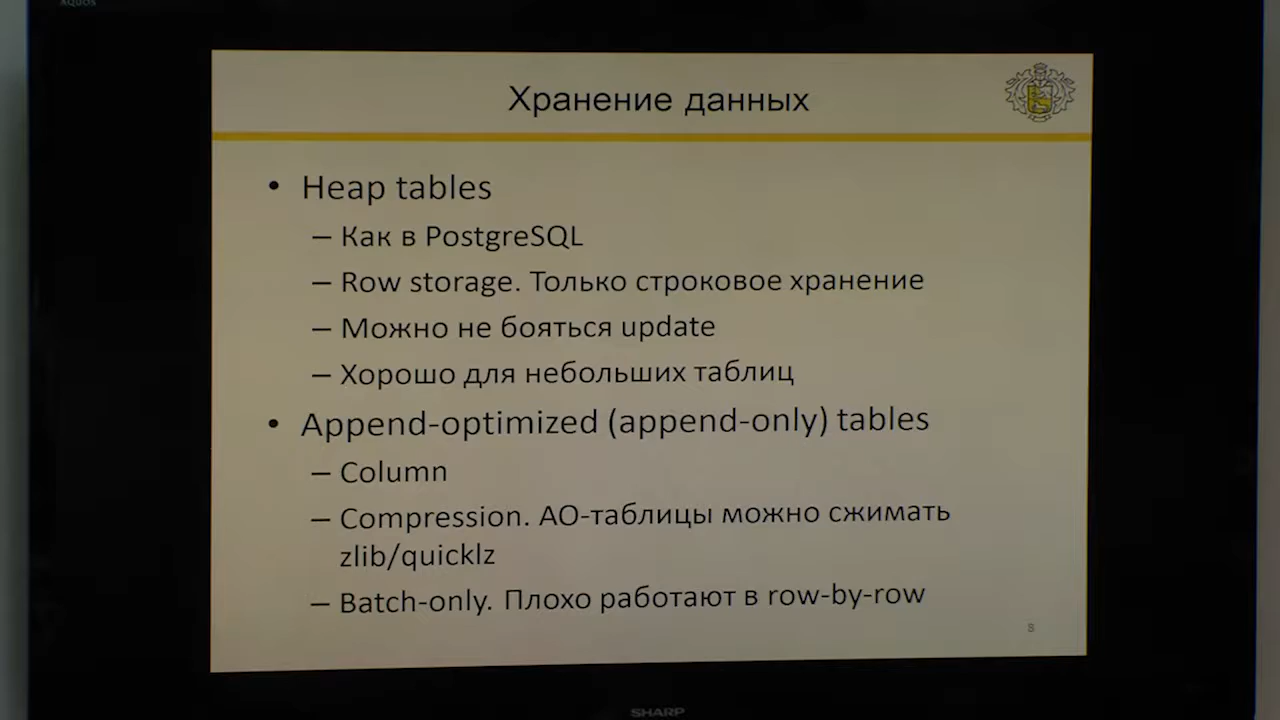 AQUOS
Хранение данных
• Heap tables
– Как в PostgreSQL
– Row storage. Только строковое хранение
– Можно не бояться update
– Хорошо для небольших таблиц
• Append-optimized (append-only) tables
– Column
– Compression. АО-таблицы можно сжимать
zlib/quicklz
– Batch-only. Плохо работают в row-by-row
8
SHARP